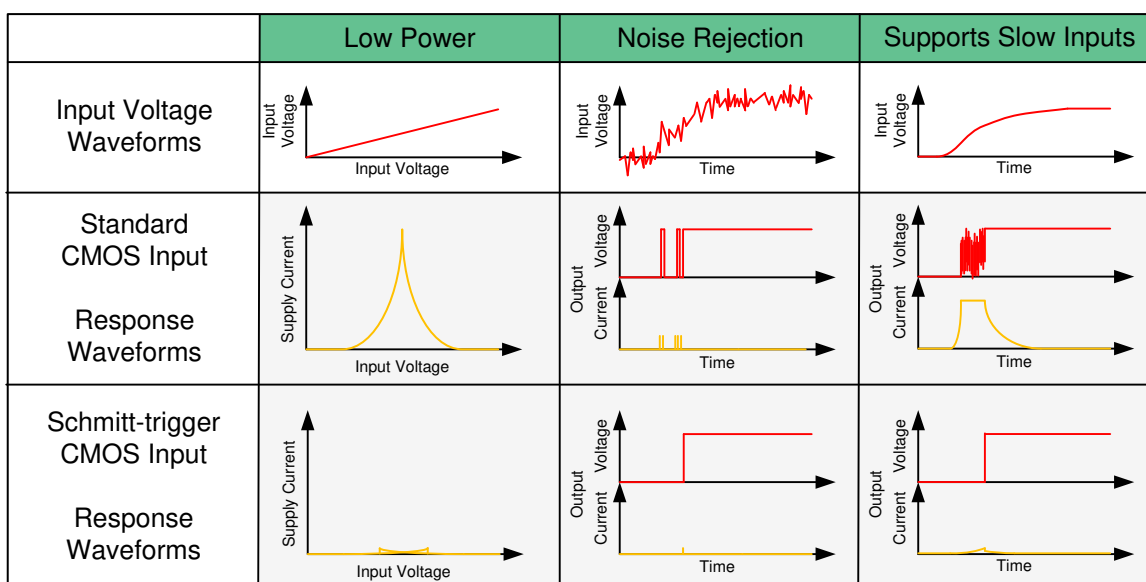 Low Power
Noise Rejection
Supports Slow Inputs
Input Voltage
Waveforms
Input
Voltage
Input Voltage
Input
Voltage
Time
Input
Voltage
Time
Standard
CMOS Input
Response
Waveforms
Supply Current
Input Voltage
Output
Voltage
Current
Time
Output
Voltage
Current
Time
Schmitt-trigger
CMOS Input
Response
Waveforms
Supply Current
Input Voltage
Output
Voltage
Current
Time
Output
Voltage
Current
Time